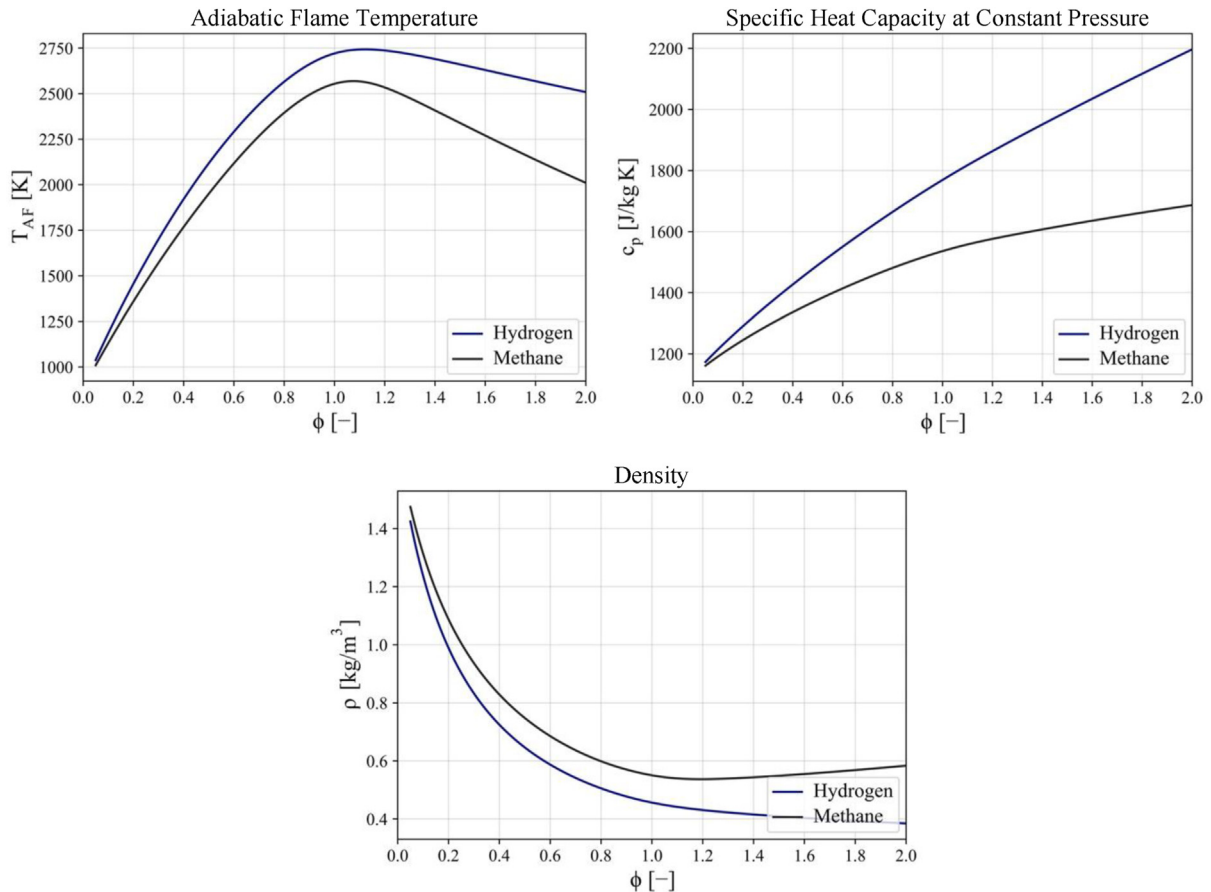 Adiabatic Flame Temperature
T_AF [K]
2750
2500
2250
2000
1750
1500
1250
1000
Hydrogen
Methane
0.0 0.2 0.4 0.6 0.8 1.0 1.2 1.4 1.6 1.8 2.0
ϕ [−]
Specific Heat Capacity at Constant Pressure
c_p [J/kg K]
2200
2000
1800
1600
1400
1200
Hydrogen
Methane
0.0 0.2 0.4 0.6 0.8 1.0 1.2 1.4 1.6 1.8 2.0
ϕ [−]
Density
ρ [kg/m³]
1.4
1.2
1.0
0.8
0.6
0.4
Hydrogen
Methane
0.0 0.2 0.4 0.6 0.8 1.0 1.2 1.4 1.6 1.8 2.0
ϕ [−]